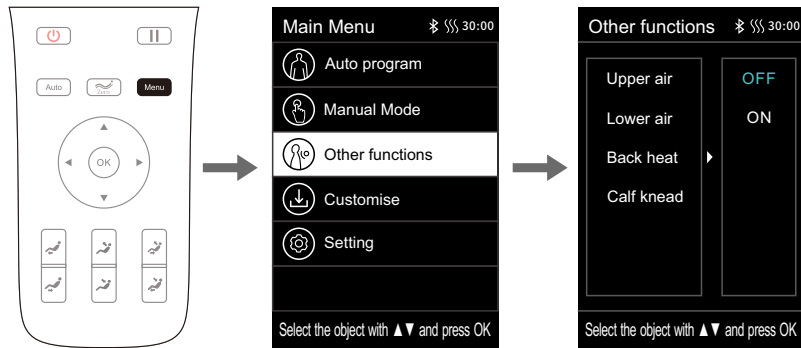 Auto
Zero
Menu
OK
Main Menu 30:00
Auto program
Manual Mode
Other functions
Customise
Setting
Select the object with ▲▼ and press OK
Other functions 30:00
Upper air
Lower air
Back heat
Calf knead
OFF
ON
Select the object with ▲▼ and press OK